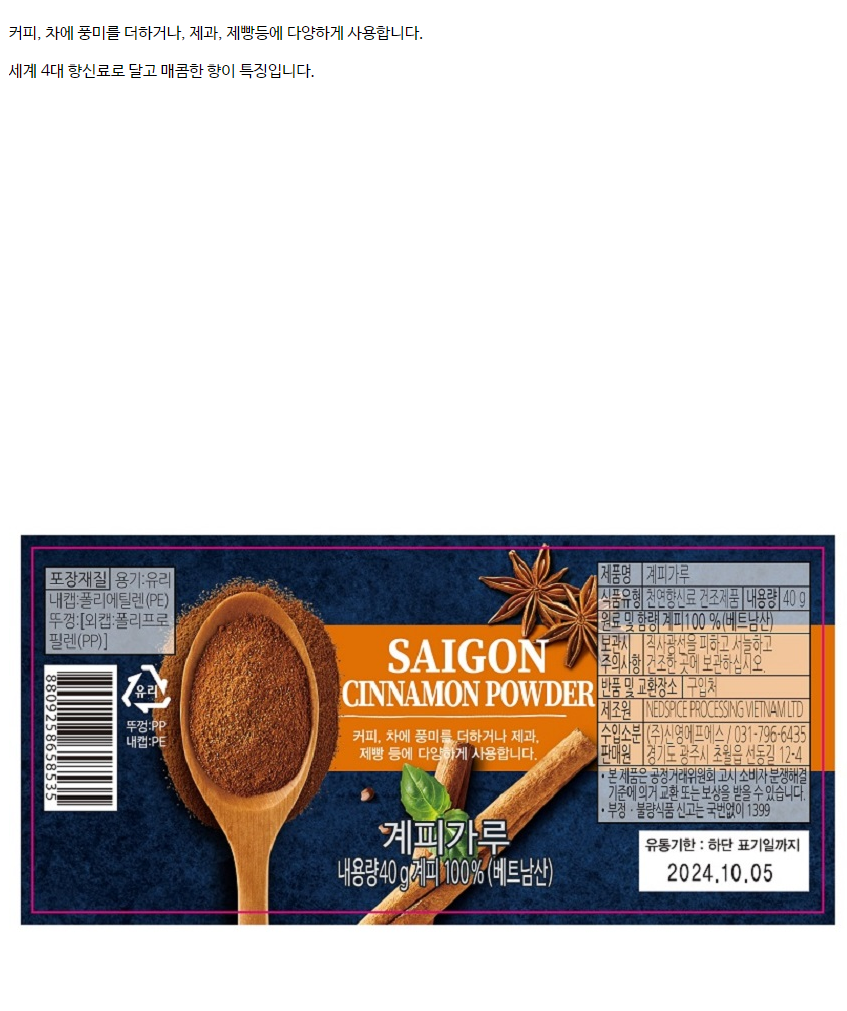 커피, 차에 풍미를 더하거나, 제과, 제빵등에 다양하게 사용합니다.
세계 4대 향신료로 달고 매콤한 향이 특징입니다.
포장재질 용기:유리
내캡:폴리에틸렌(PE)
뚜껑:[외캡:폴리프로
필렌(PP)]
유리
뚜껑:PP
내캡:PE
8809258658535
SAIGON
CINNAMON POWDER
커피, 차에 풍미를 더하거나 제과,
제빵 등에 다양하게 사용합니다.
계피가루
내용량40 g 계피 100% (베트남산)
제품명 계피가루
식품유형 천연향신료 건조제품 내용량 40 g
원료 및 함량 계피100 %(베트남산)
보관시 직사광선을 피하고 서늘하고
주의사항 건조한 곳에 보관하십시오.
반품 및 교환장소 구입처
제조원 NEDSPICE PROCESSING VIETNAM LTD
수입소분 (주)신영에프에스 / 031-796-6435
판매원 경기도 광주시 초월읍 선동길 12-4
• 본 제품은 공정거래위원회 고시 소비자 분쟁해결
기준에 의거 교환 또는 보상을 받을 수 있습니다.
• 부정·불량식품 신고는 국번없이 1399
유통기한 : 하단 표기일까지
2024.10.05